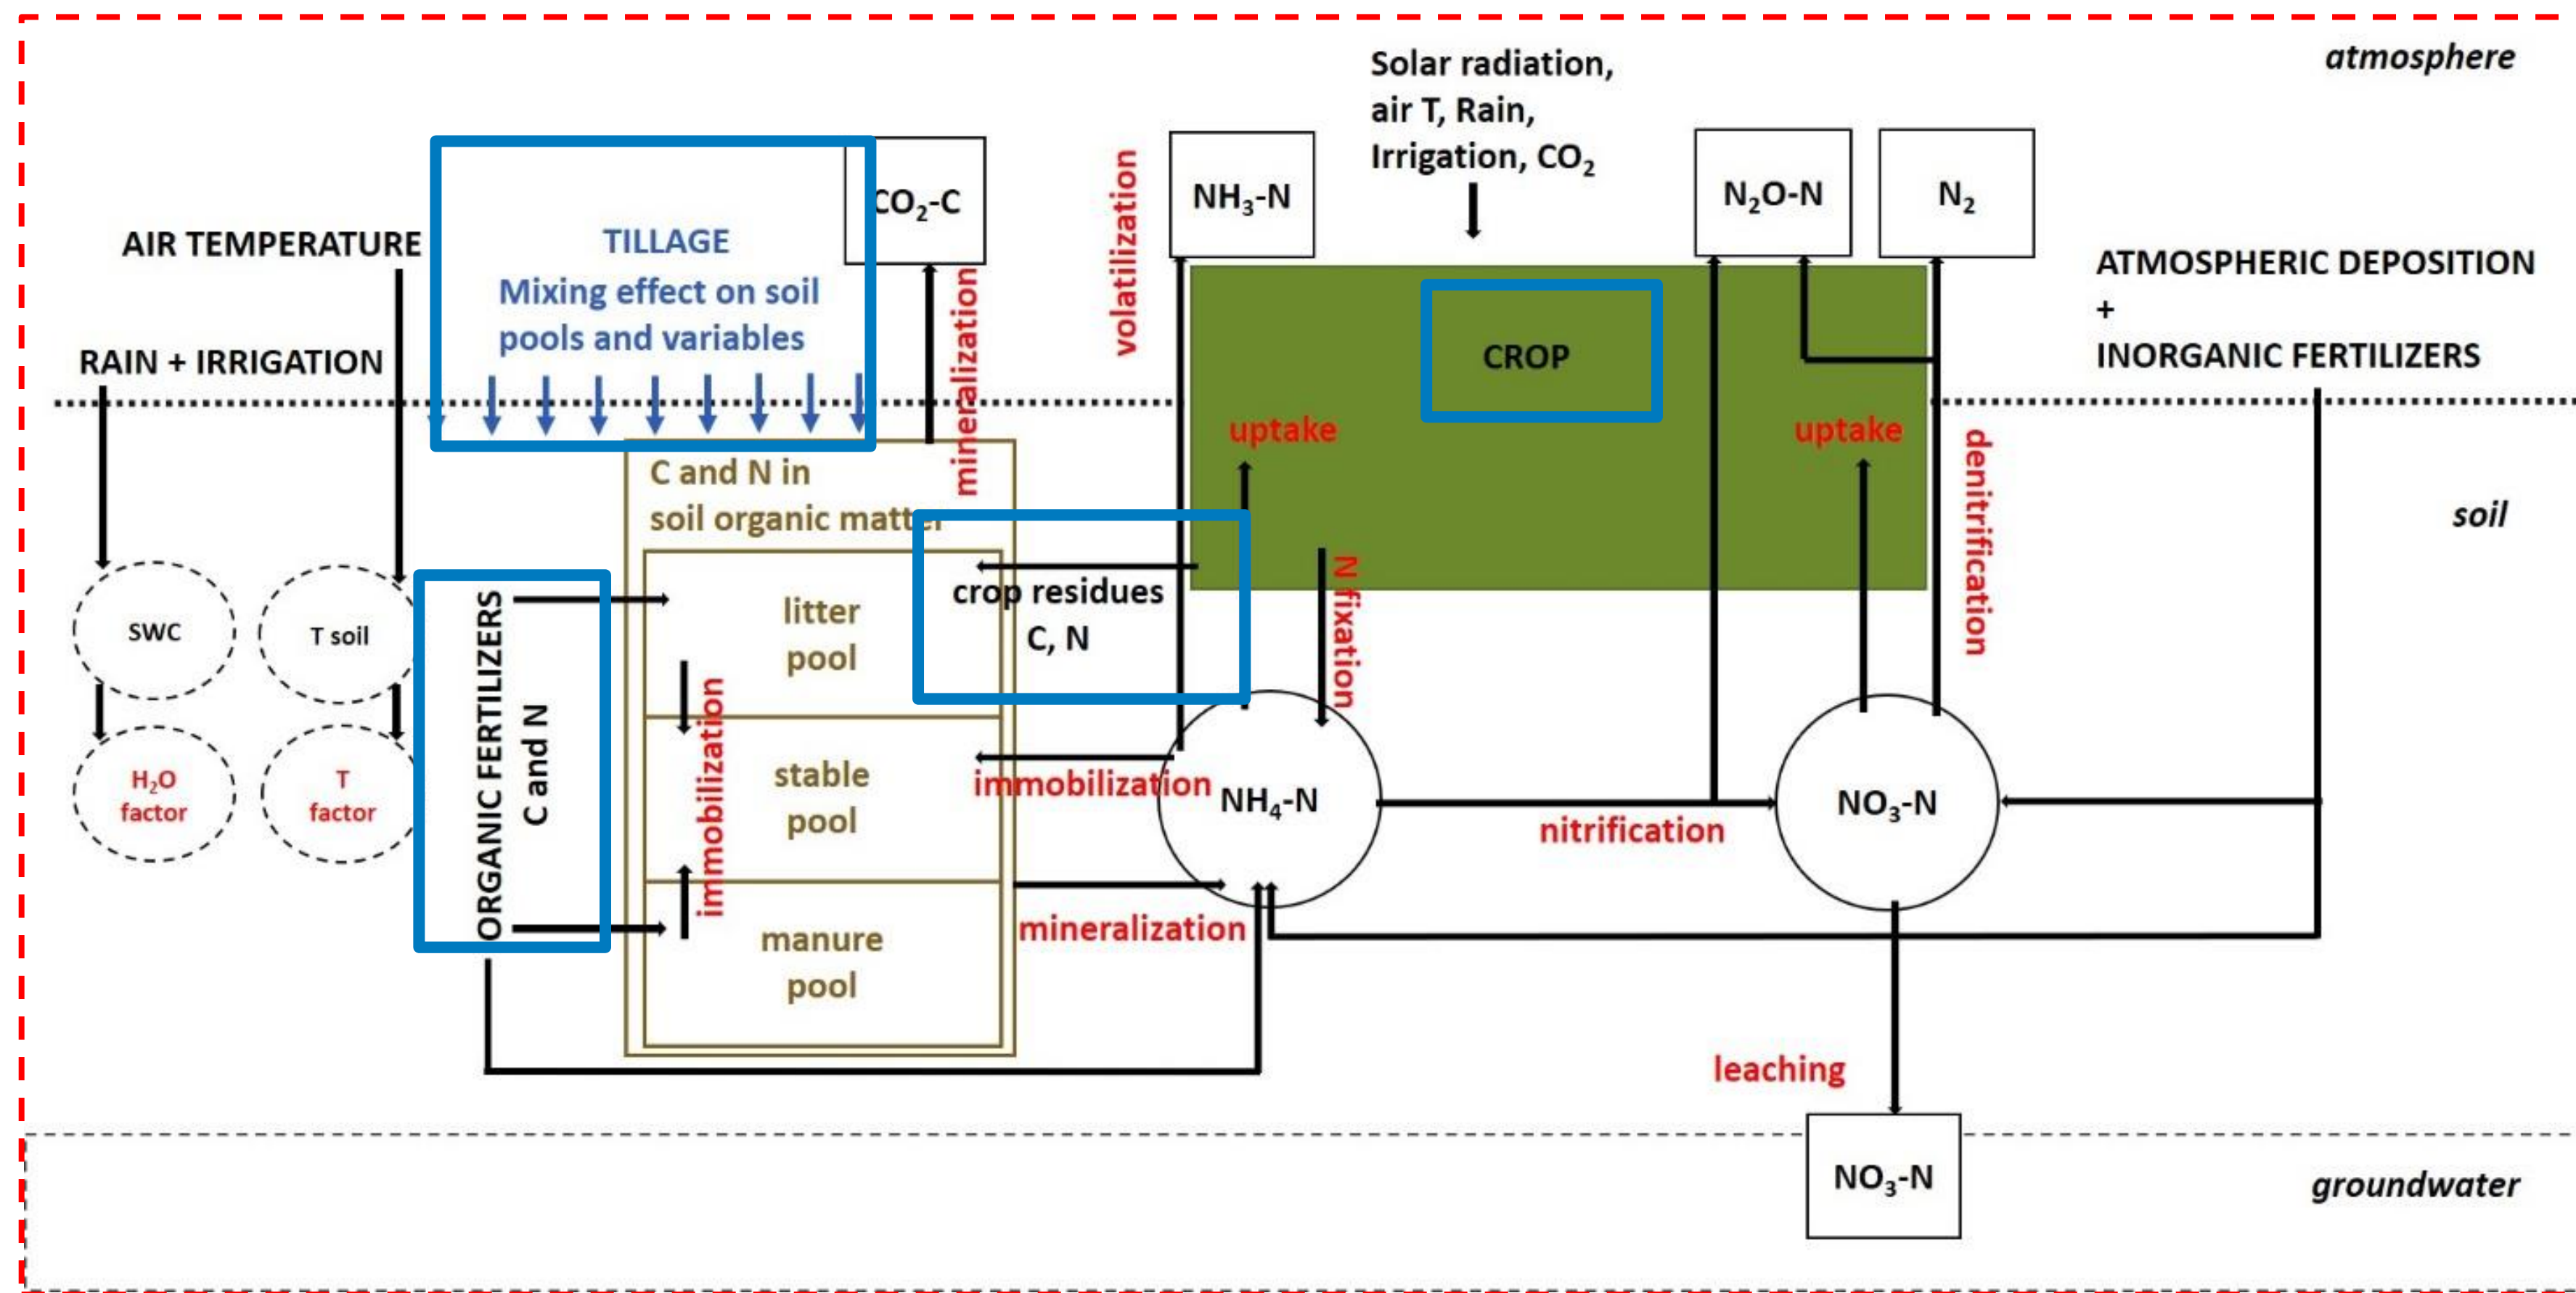 atmosphere
Solar radiation,
air T, Rain,
Irrigation, CO₂
CO₂-C
NH₃-N
N₂O-N
N₂
volatilization
AIR TEMPERATURE
TILLAGE
Mixing effect on soil
pools and variables
RAIN + IRRIGATION
mineralization
CROP
ATMOSPHERIC DEPOSITION
+
INORGANIC FERTILIZERS
uptake
uptake
denitrification
C and N in
soil organic matter
soil
crop residues
C, N
N fixation
SWC
T soil
ORGANIC FERTILIZERS
C and N
litter
pool
immobilization
stable
pool
immobilization
NH₄-N
nitrification
NO₃-N
H₂O
factor
T
factor
manure
pool
mineralization
leaching
NO₃-N
groundwater